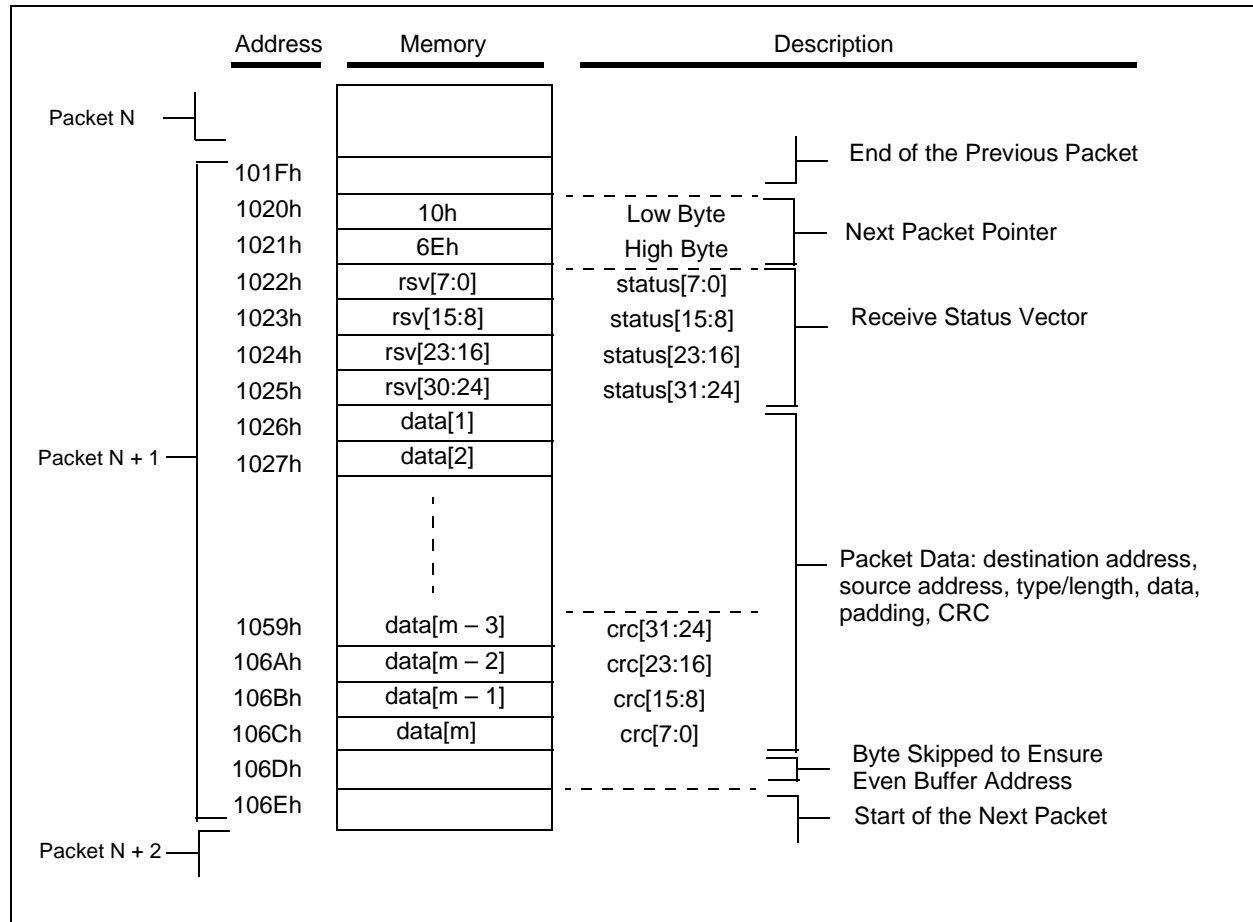 Address Memory Description
Packet N
End of the Previous Packet
101Fh
1020h 10h Low Byte
Next Packet Pointer
1021h 6Eh High Byte
1022h rsv[7:0] status[7:0]
1023h rsv[15:8] status[15:8] Receive Status Vector
1024h rsv[23:16] status[23:16]
1025h rsv[30:24] status[31:24]
1026h data[1]
Packet N + 1
1027h data[2]
Packet Data: destination address,
source address, type/length, data,
padding, CRC
1059h data[m – 3] crc[31:24]
106Ah data[m – 2] crc[23:16]
106Bh data[m – 1] crc[15:8]
106Ch data[m] crc[7:0]
Byte Skipped to Ensure
Even Buffer Address
106Dh
106Eh
Start of the Next Packet
Packet N + 2